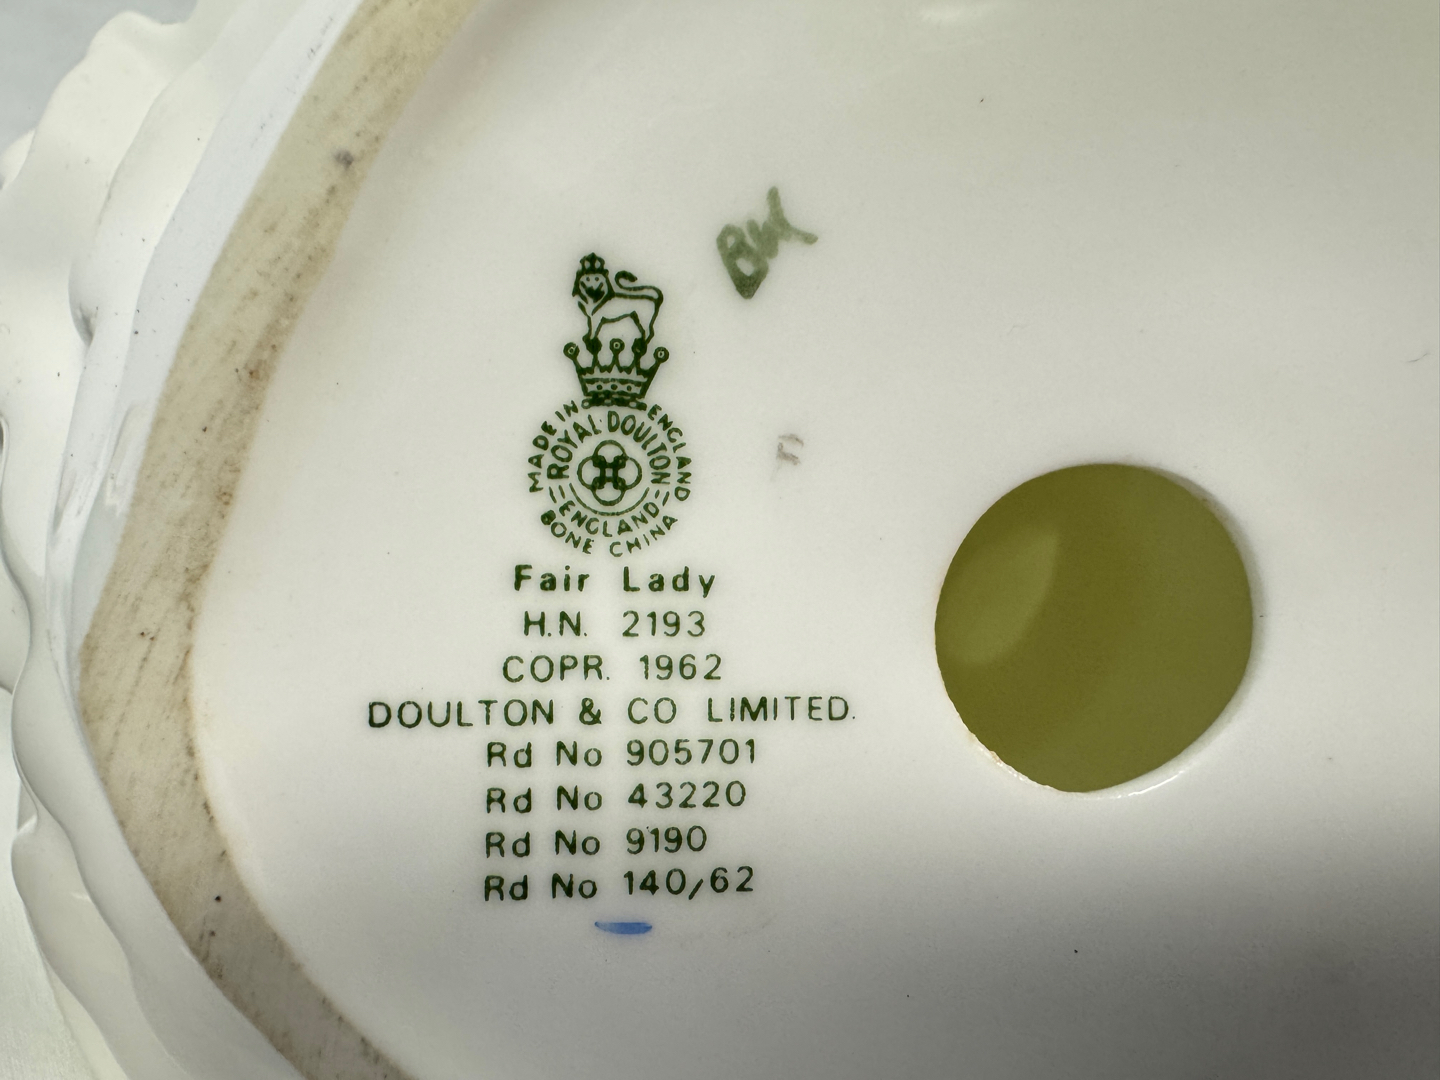 MADE IN ENGLAND
ROYAL·DOULTON
ENGLAND
BONE CHINA
Fair Lady
H.N. 2193
COPR. 1962
DOULTON & CO LIMITED.
Rd No 905701
Rd No 43220
Rd No 9190
Rd No 140/62